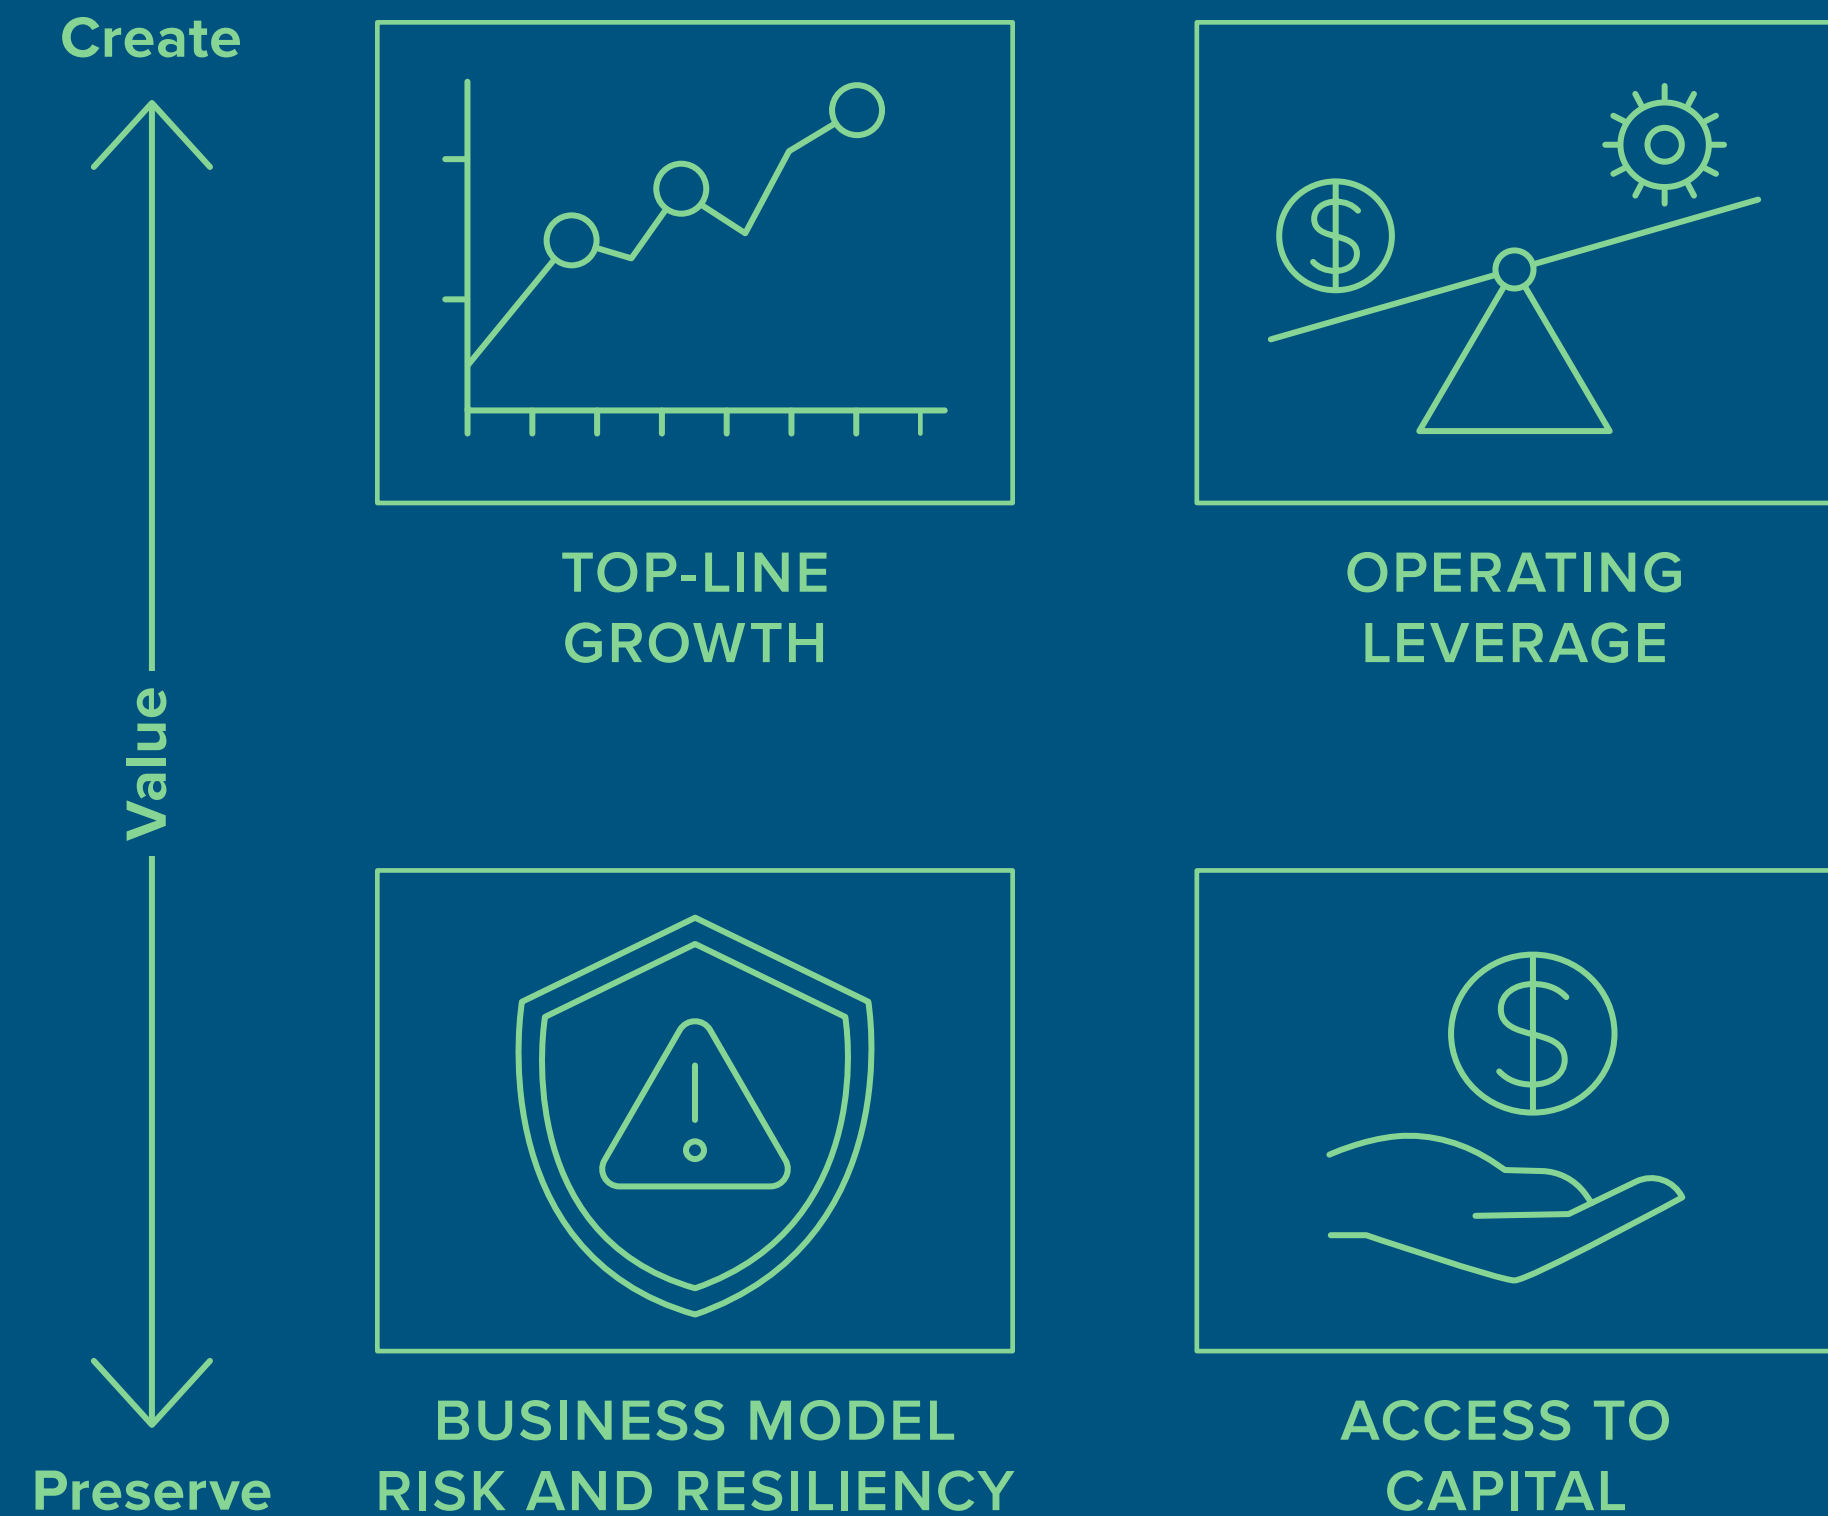 Create
TOP-LINE
GROWTH
OPERATING
LEVERAGE
Value
BUSINESS MODEL
RISK AND RESILIENCY
ACCESS TO
CAPITAL
Preserve